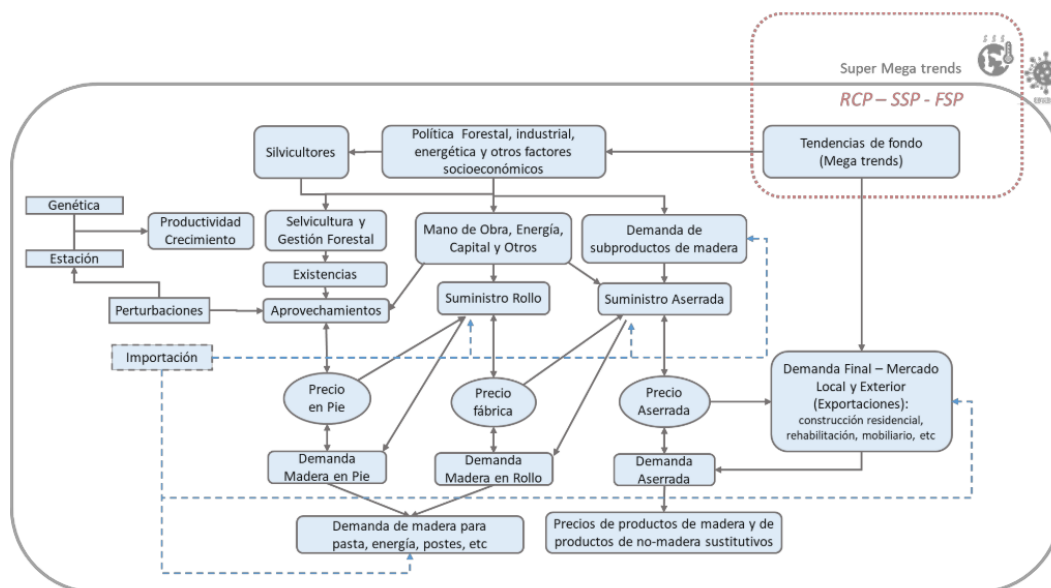 Super Mega trends
RCP – SSP - FSP
Silvicultores
Política Forestal, industrial,
energética y otros factores
socioeconómicos
Tendencias de fondo
(Mega trends)
Genética
Productividad
Crecimiento
Estación
Selvicultura y
Gestión Forestal
Mano de Obra, Energía,
Capital y Otros
Demanda de
subproductos de madera
Existencias
Perturbaciones
Aprovechamientos
Suministro Rollo
Suministro Aserrada
Importación
Precio
en Pie
Precio
fábrica
Precio
Aserrada
Demanda Final – Mercado
Local y Exterior
(Exportaciones):
construcción residencial,
rehabilitación, mobiliario, etc
Demanda
Madera en Pie
Demanda
Madera en Rollo
Demanda
Aserrada
Demanda de madera para
pasta, energía, postes, etc
Precios de productos de madera y de
productos de no-madera sustitutivos